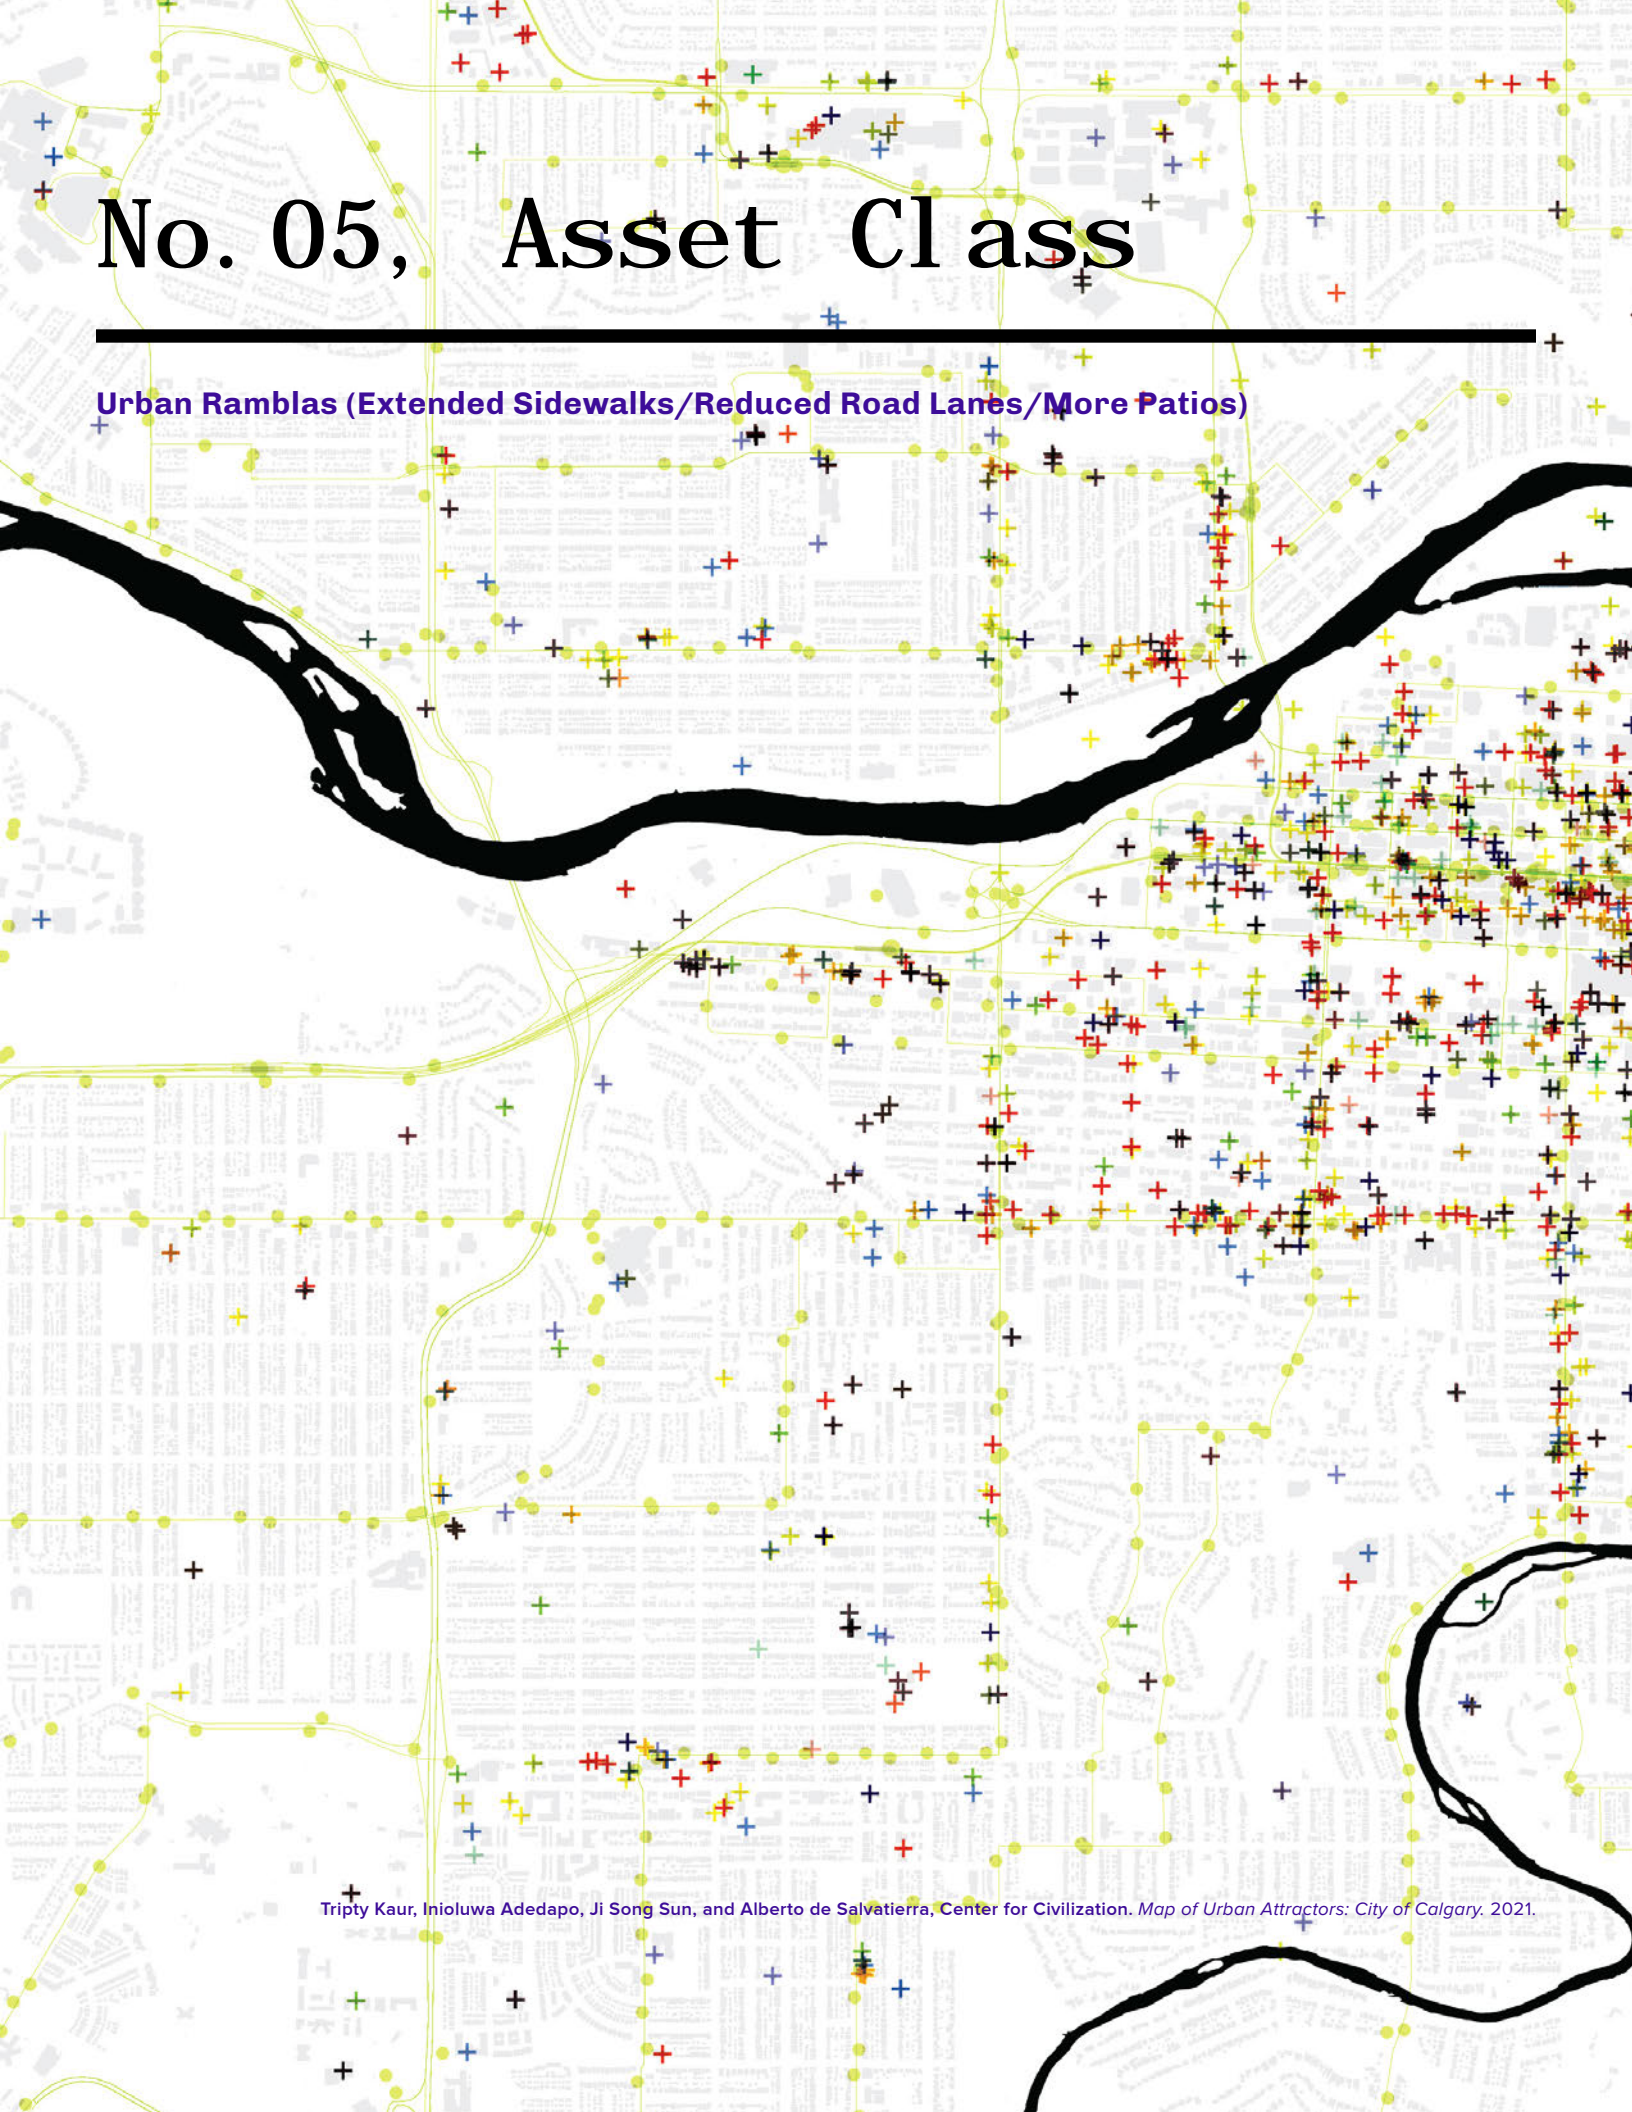 No. 05, Asset Class
Urban Ramblas (Extended Sidewalks/Reduced Road Lanes/More Patios)
Tripty Kaur, Inioluwa Adedapo, Ji Song Sun, and Alberto de Salvatierra, Center for Civilization. Map of Urban Attractors: City of Calgary. 2021.